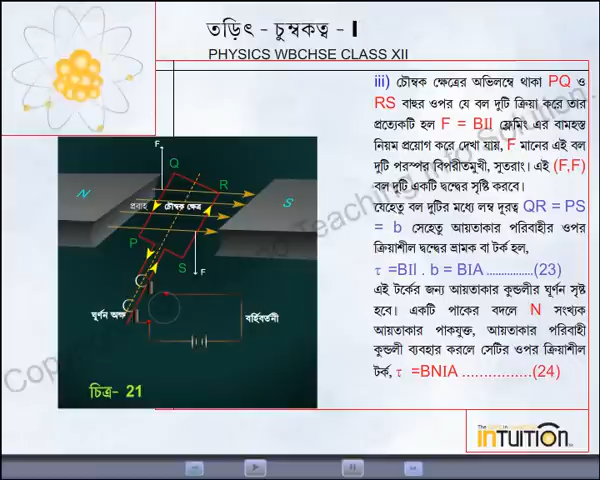 তড়িৎ - চুম্বকত্ব - I
PHYSICS WBCHSE CLASS XII
iii) চৌম্বক ক্ষেত্রের অভিলম্বে থাকা PQ ও
RS বাহুর ওপর যে বল দুটি ক্রিয়া করে তার
প্রত্যেকটি হল F = BIl ফ্লেমিং এর বামহস্ত
নিয়ম প্রয়োগ করে দেখা যায়, F মানের এই বল
দুটি পরস্পর বিপরীতমুখী, সুতরাং। এই (F,F)
বল দুটি একটি দ্বন্দ্বের সৃষ্টি করবে।
যেহেতু বল দুটির মধ্যে লম্ব দূরত্ব QR = PS
= b সেহেতু আয়তাকার পরিবাহীর ওপর
ক্রিয়াশীল দ্বন্দ্বের ভ্রামক বা টর্ক হল,
τ =BIl . b = BIA ................(23)
এই টর্কের জন্য আয়তাকার কুন্ডলীর ঘূর্ণন সৃষ্ট
হবে। একটি পাকের বদলে N সংখ্যক
আয়তাকার পাকযুক্ত, আয়তাকার পরিবাহী
কুন্ডলী ব্যবহার করলে সেটির ওপর ক্রিয়াশীল
টর্ক, τ =BNIA ................(24)
F
Q
R
N
S
প্রবাহ
চৌম্বক ক্ষেত্র
P
S
F
ঘূর্ণন অক্ষ
বর্হিবর্তনী
চিত্র- 21
INTUITION